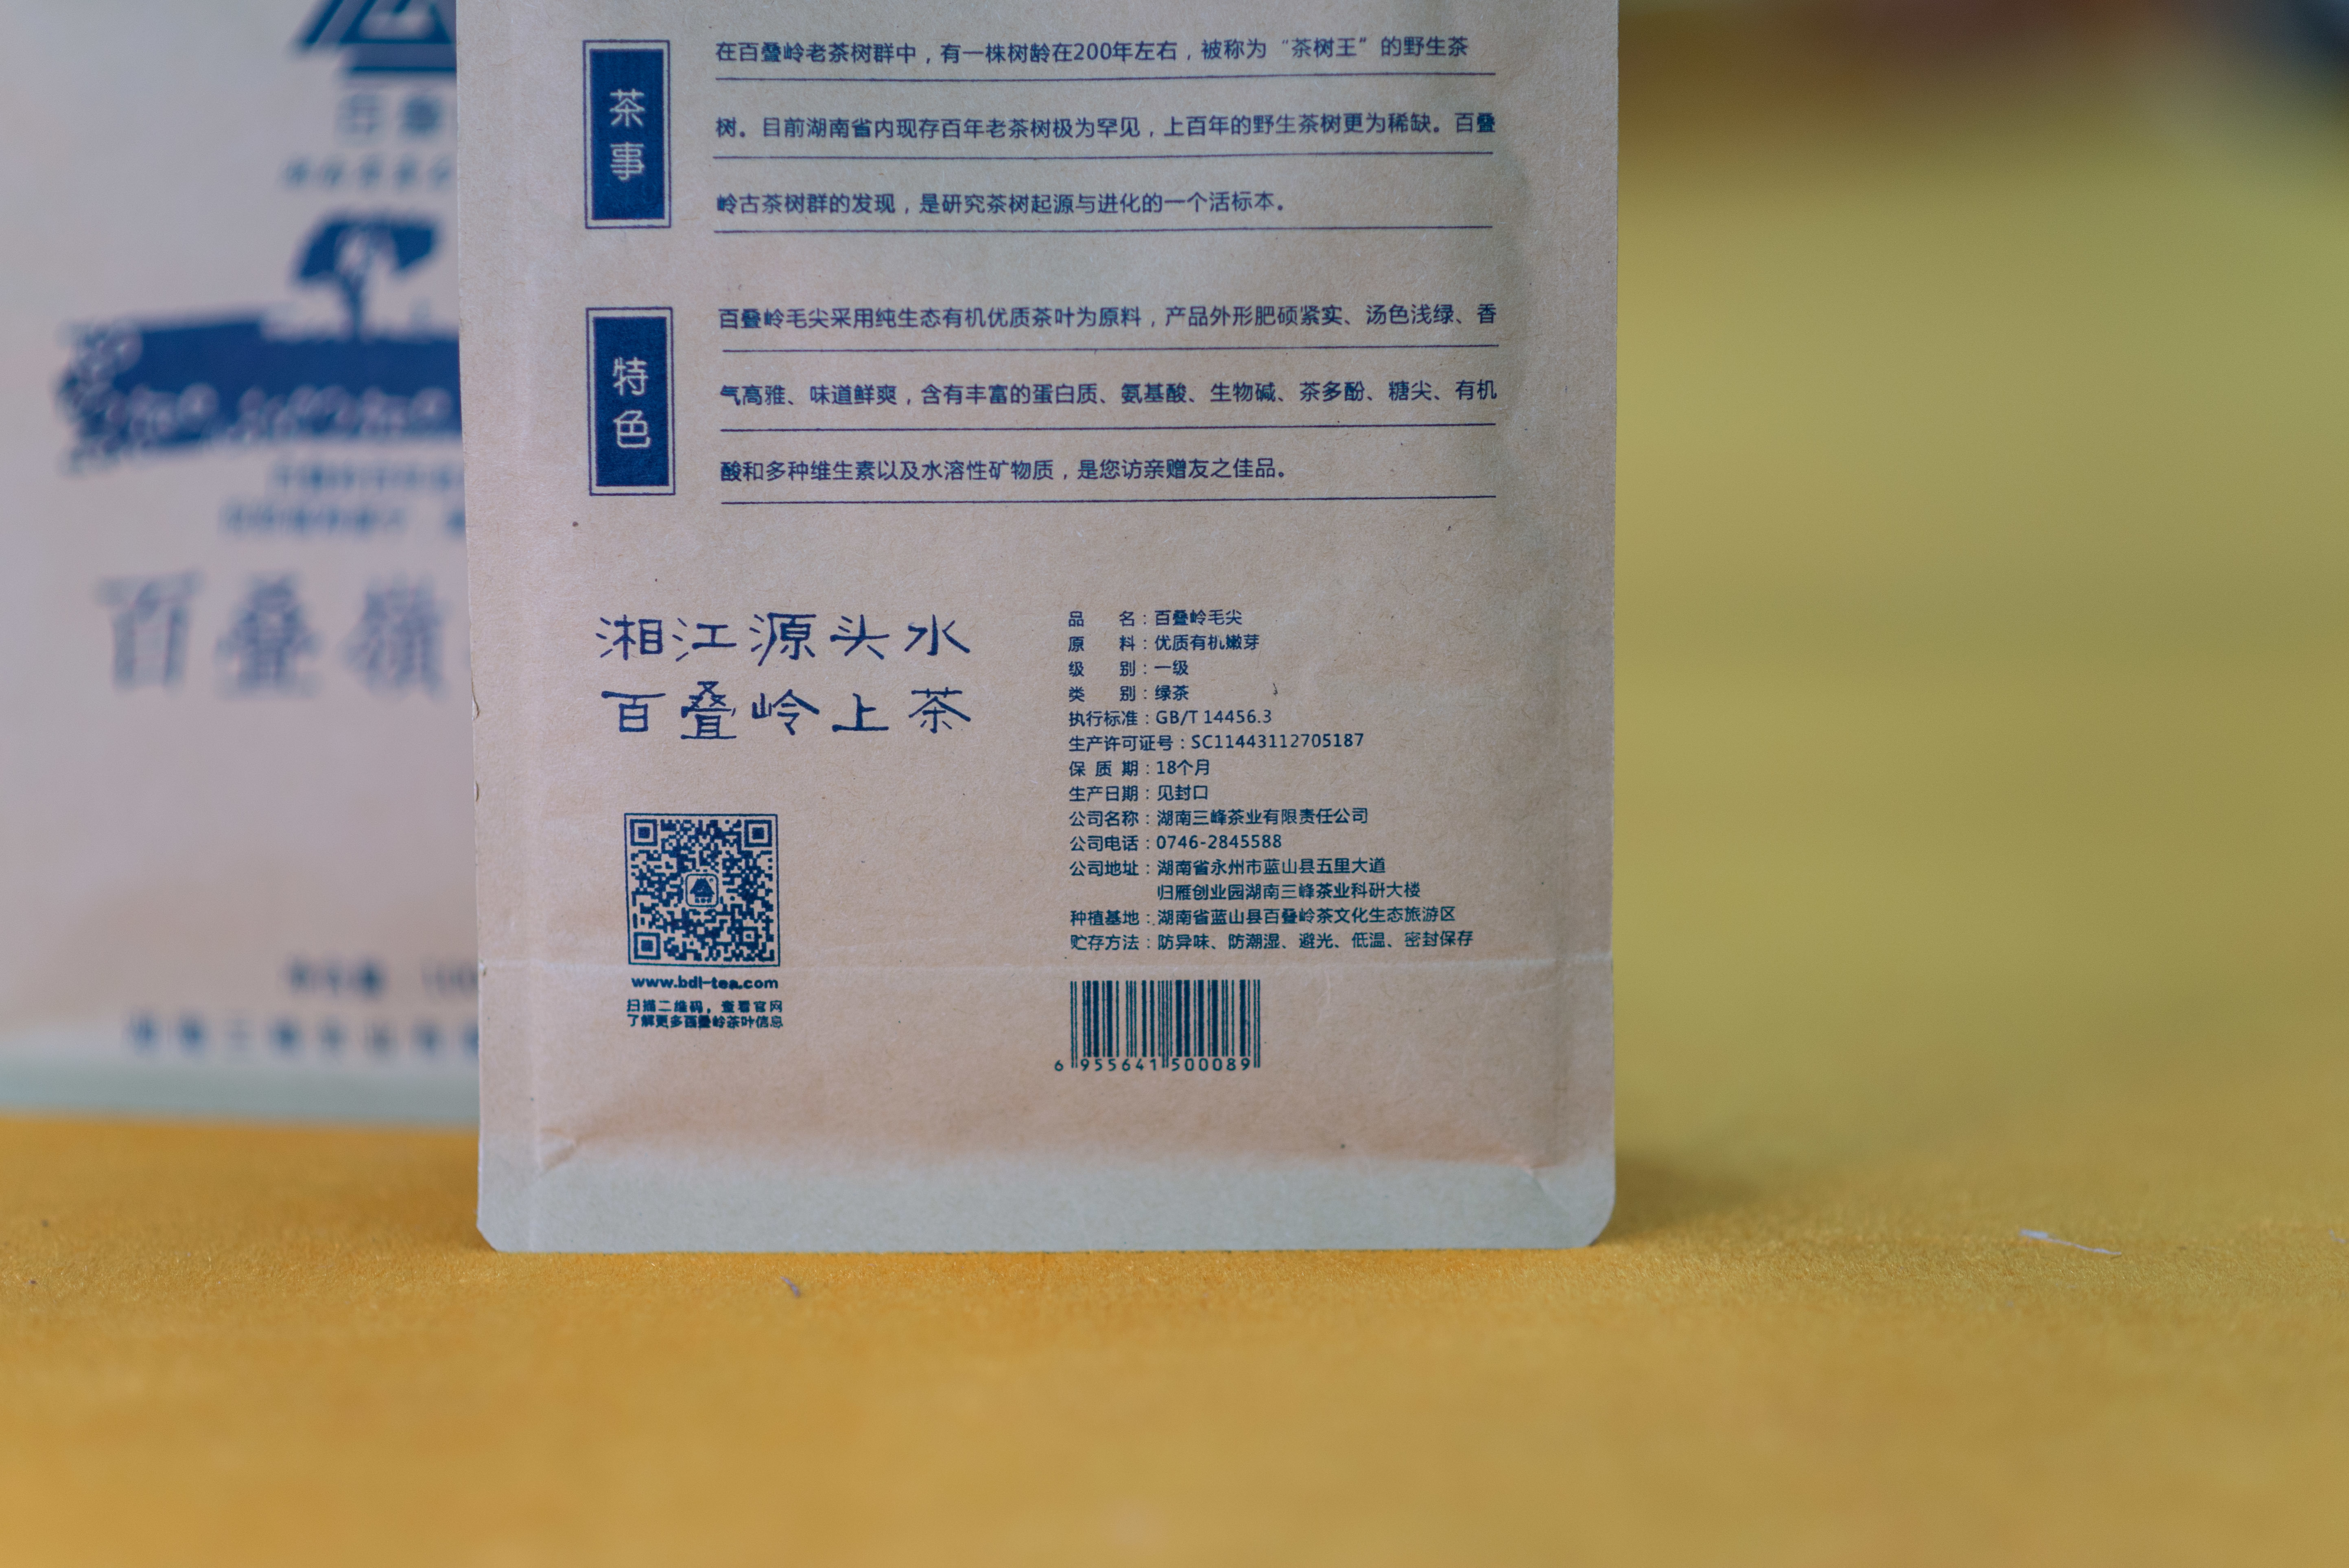 茶事
在百叠岭老茶树群中，有一株树龄在200年左右，被称为“茶树王”的野生茶
树。目前湖南省内现存百年老茶树极为罕见，上百年的野生茶树更为稀缺。百叠
岭古茶树群的发现，是研究茶树起源与进化的一个活标本。
特色
百叠岭毛尖采用纯生态有机优质茶叶为原料，产品外形肥硕紧实、汤色浅绿、香
气高雅、味道鲜爽，含有丰富的蛋白质、氨基酸、生物碱、茶多酚、糖尖、有机
酸和多种维生素以及水溶性矿物质，是您访亲赠友之佳品。
湘江源头水
百叠岭上茶
www.bdl-tea.com
扫描二维码，查看官网
了解更多百叠岭茶叶信息
品 名：百叠岭毛尖
原 料：优质有机嫩芽
级 别：一级
类 别：绿茶
执行标准：GB/T 14456.3
生产许可证号：SC11443112705187
保 质 期：18个月
生产日期：见封口
公司名称：湖南三峰茶业有限责任公司
公司电话：0746-2845588
公司地址：湖南省永州市蓝山县五里大道
归雁创业园湖南三峰茶业科研大楼
种植基地：湖南省蓝山县百叠岭茶文化生态旅游区
贮存方法：防异味、防潮湿、避光、低温、密封保存
6 955641 500089
百叠嶺